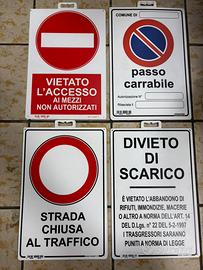 VIETATO
L'ACCESSO
AI MEZZI
NON AUTORIZZATI
COMUNE DI
passo
carrabile
Autorizzazione N°
Rilasciata il
STRADA
CHIUSA
AL TRAFFICO
DIVIETO
DI
SCARICO
È VIETATO L'ABBANDONO DI
RIFIUTI, IMMONDIZIE, MACERIE
O ALTRO A NORMA DELL'ART. 14
DEL D.Lgs. n° 22 DEL 5-2-1997
I TRASGRESSORI SARANNO
PUNITI A NORMA DI LEGGE